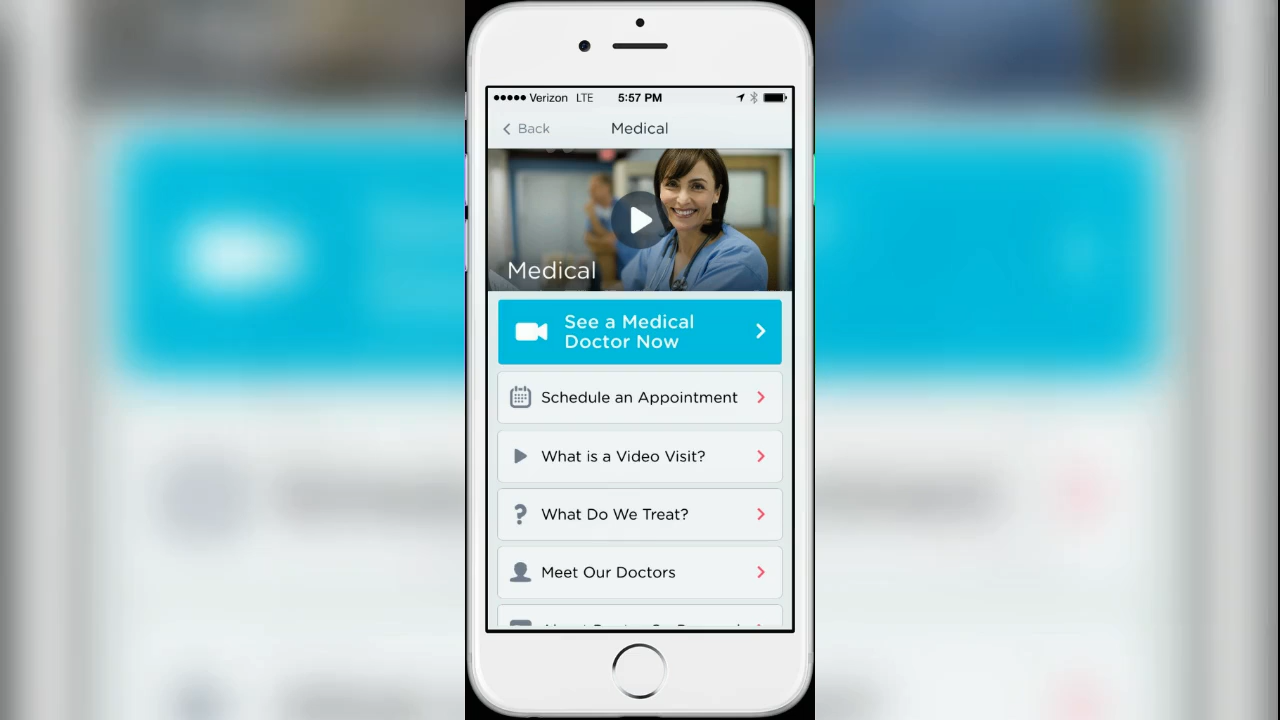 Verizon LTE 5:57 PM
Back Medical
Medical
See a Medical
Doctor Now
Schedule an Appointment
What is a Video Visit?
What Do We Treat?
Meet Our Doctors